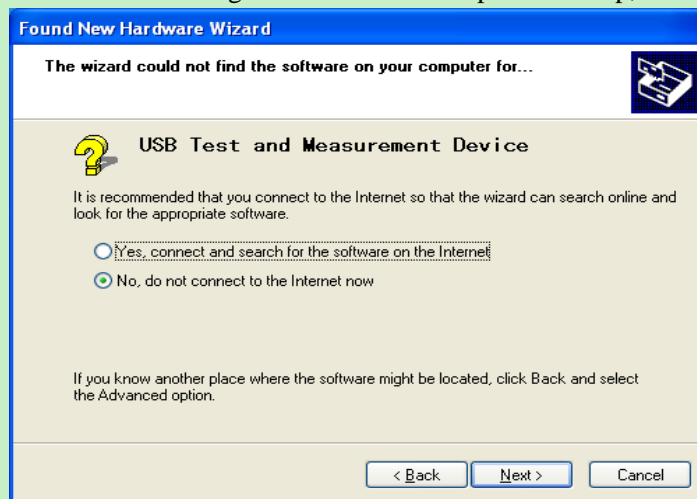 Found New Hardware Wizard
The wizard could not find the software on your computer for...
USB Test and Measurement Device
It is recommended that you connect to the Internet so that the wizard can search online and
look for the appropriate software.
Yes, connect and search for the software on the Internet
No, do not connect to the Internet now
If you know another place where the software might be located, click Back and select
the Advanced option.
< Back Next > Cancel